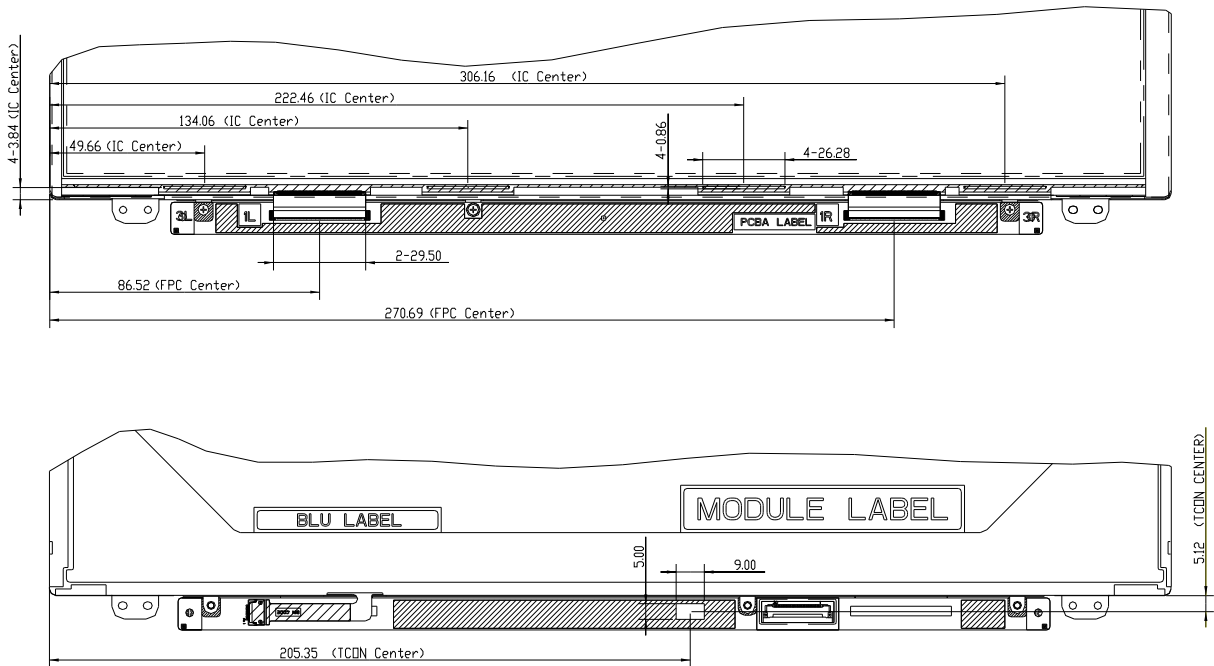 306.16 (IC Center)
222.46 (IC Center)
134.06 (IC Center)
49.66 (IC Center)
4-3.84 (IC Center)
4-0.86
4-26.28
3L
1L
PCBA LABEL
1R
3R
2-29.50
86.52 (FPC Center)
270.69 (FPC Center)
BLU LABEL
MODULE LABEL
5.12 (TCON CENTER)
5.00
9.00
205.35 (TCON Center)